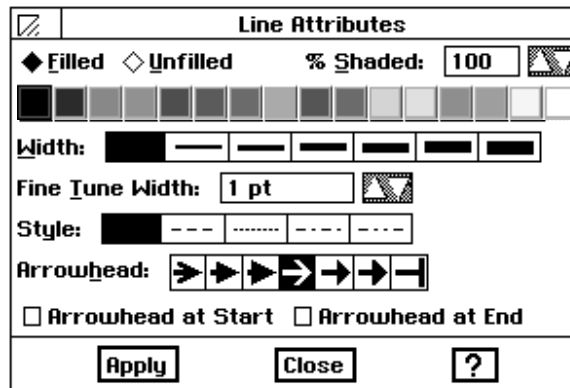 Line Attributes
Filled Unfilled % Shaded: 100
Width:
Fine Tune Width: 1 pt
Style:
Arrowhead:
Arrowhead at Start Arrowhead at End
Apply Close ?